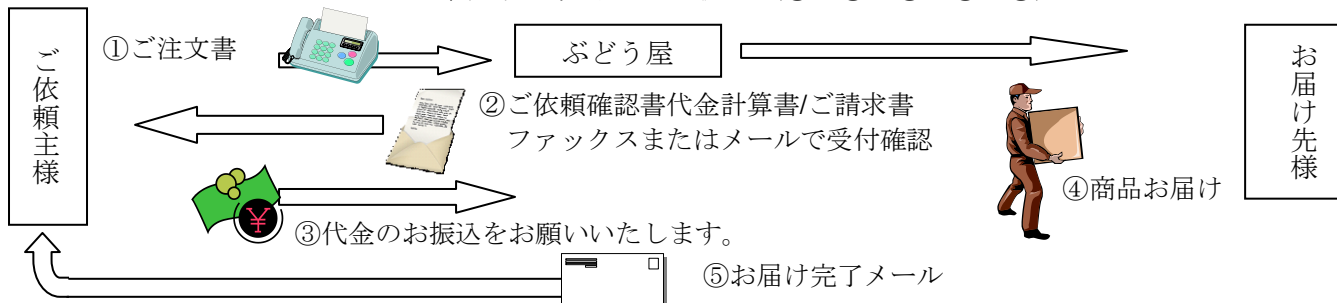 ご依頼主様
①ご注文書
ぶどう屋
お届け先様
②ご依頼確認書代金計算書/ご請求書
ファックスまたはメールで受付確認
④商品お届け
¥
③代金のお振込をお願いいたします。
⑤お届け完了メール